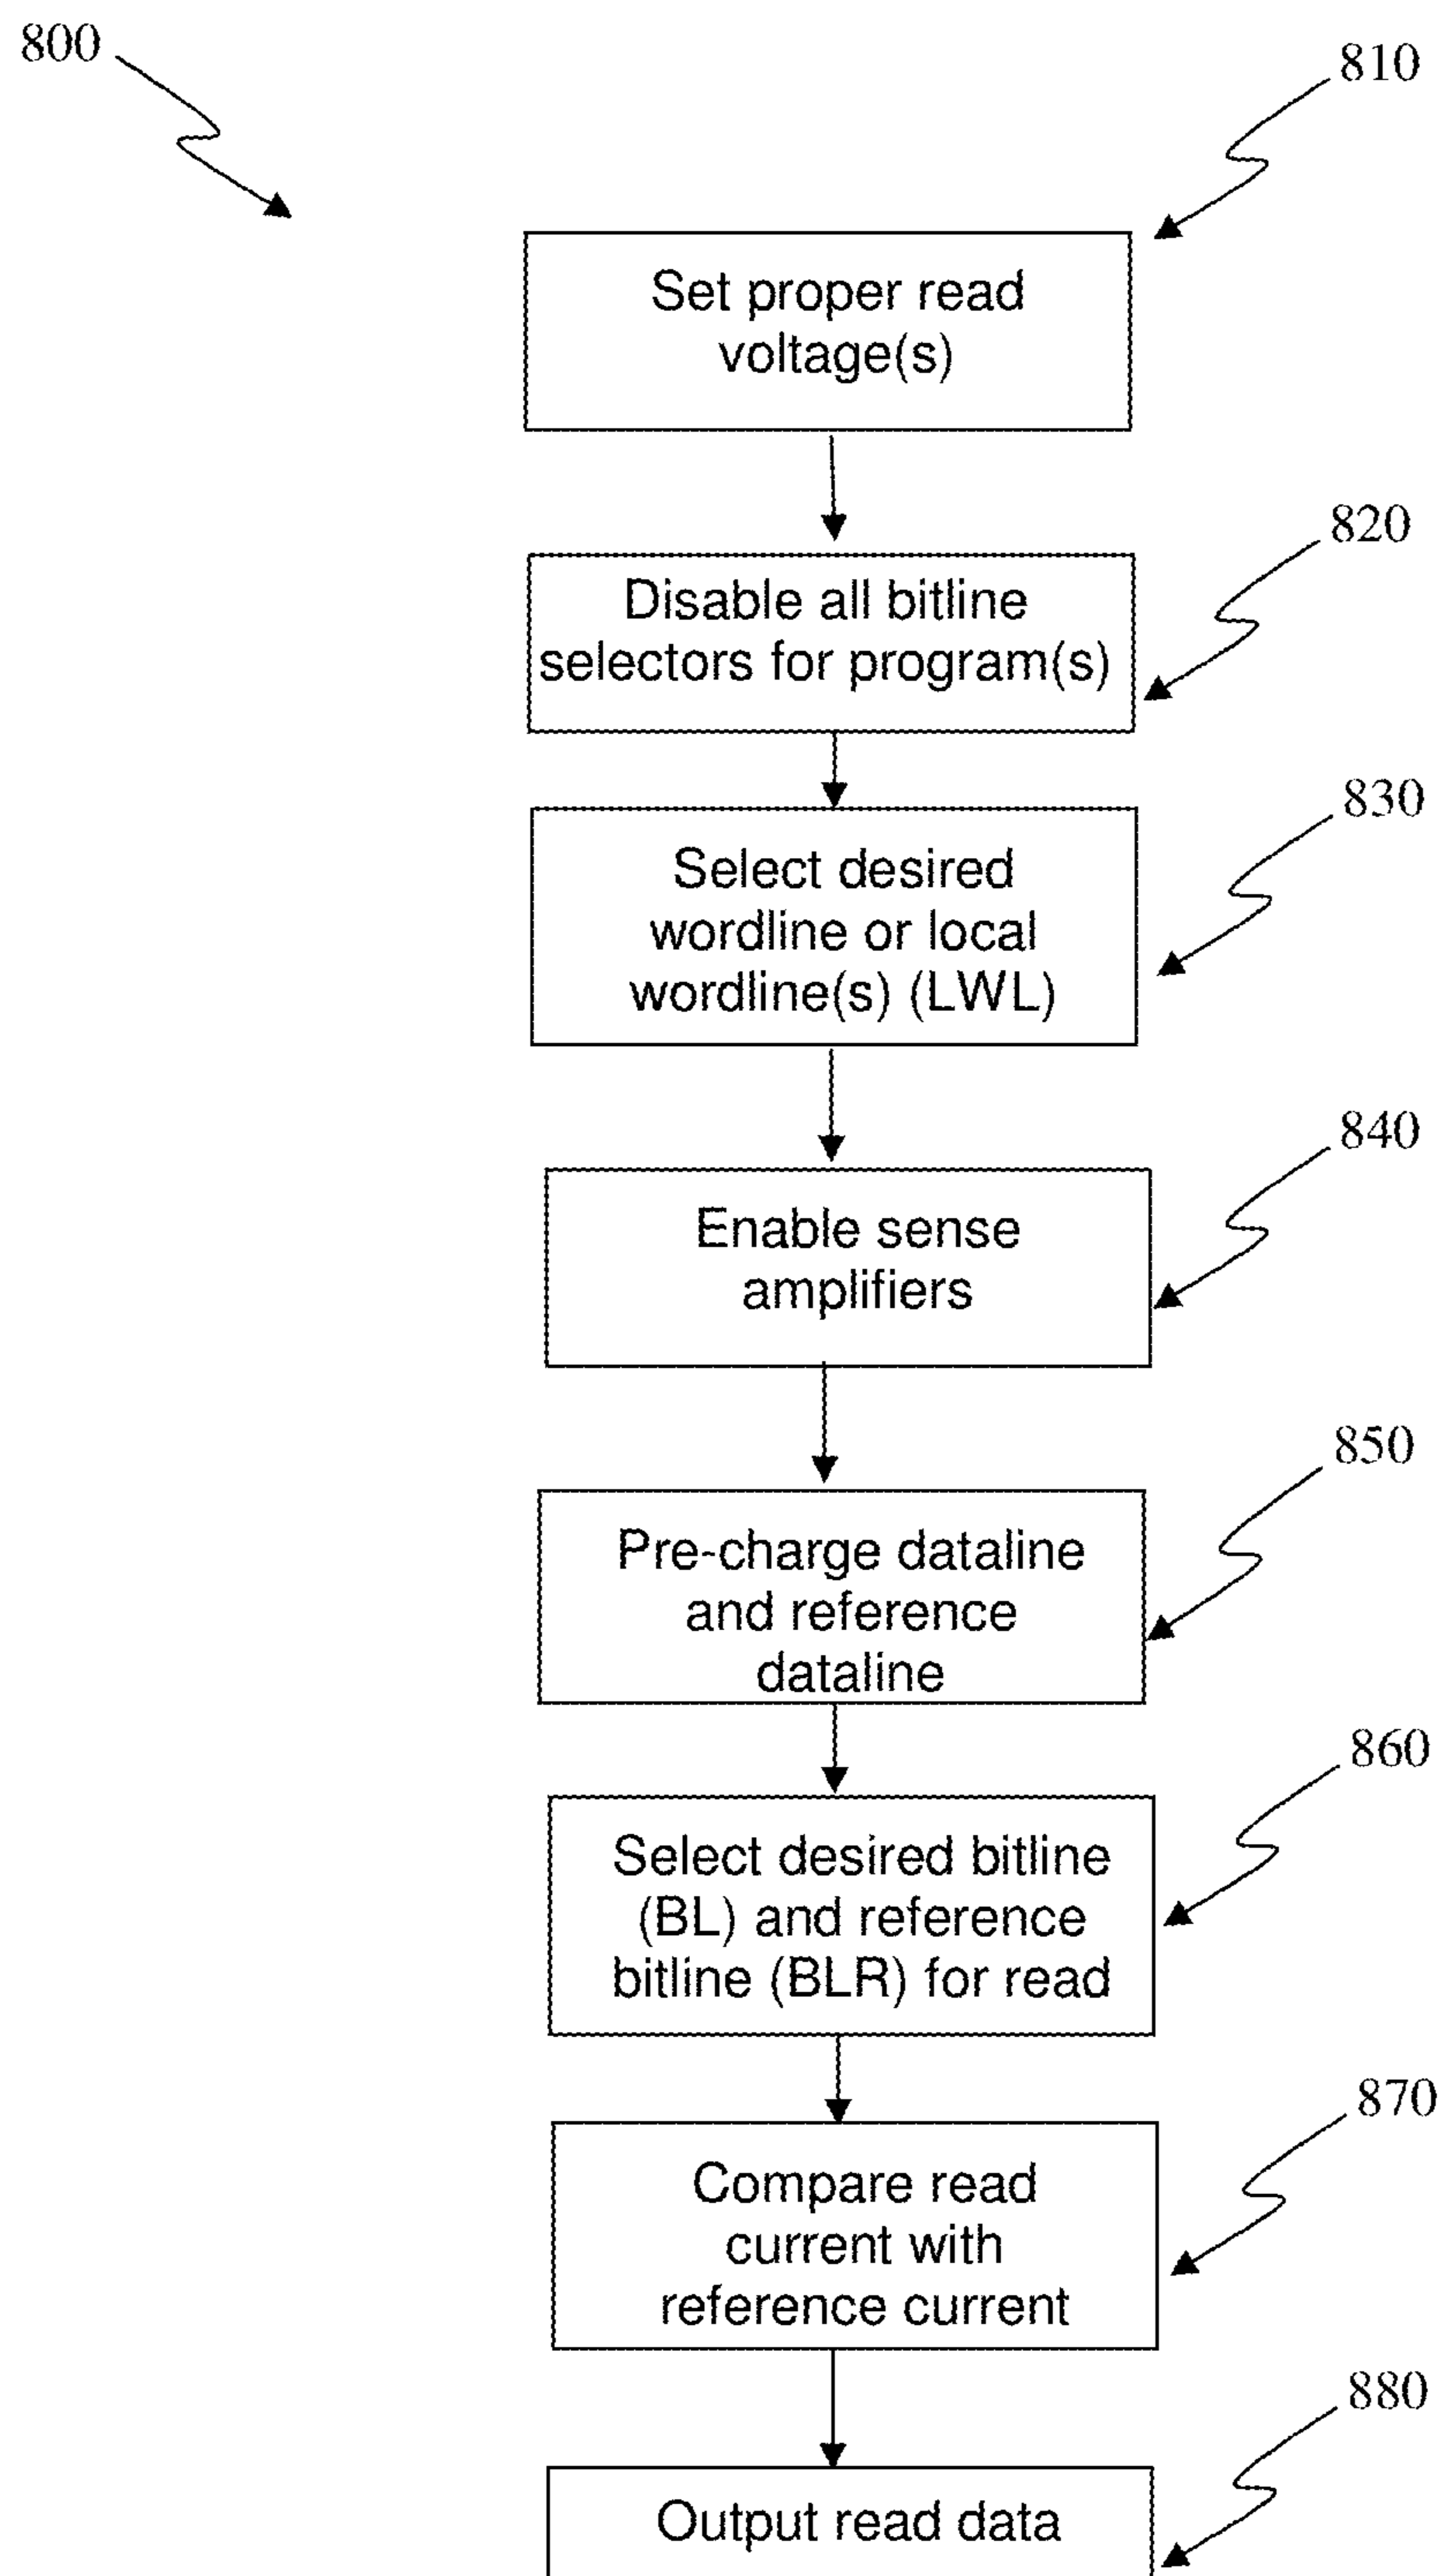 800
810
Set proper read
voltage(s)
820
Disable all bitline
selectors for program(s)
830
Select desired
wordline or local
wordline(s) (LWL)
840
Enable sense
amplifiers
850
Pre-charge dataline
and reference
dataline
860
Select desired bitline
(BL) and reference
bitline (BLR) for read
870
Compare read
current with
reference current
880
Output read data